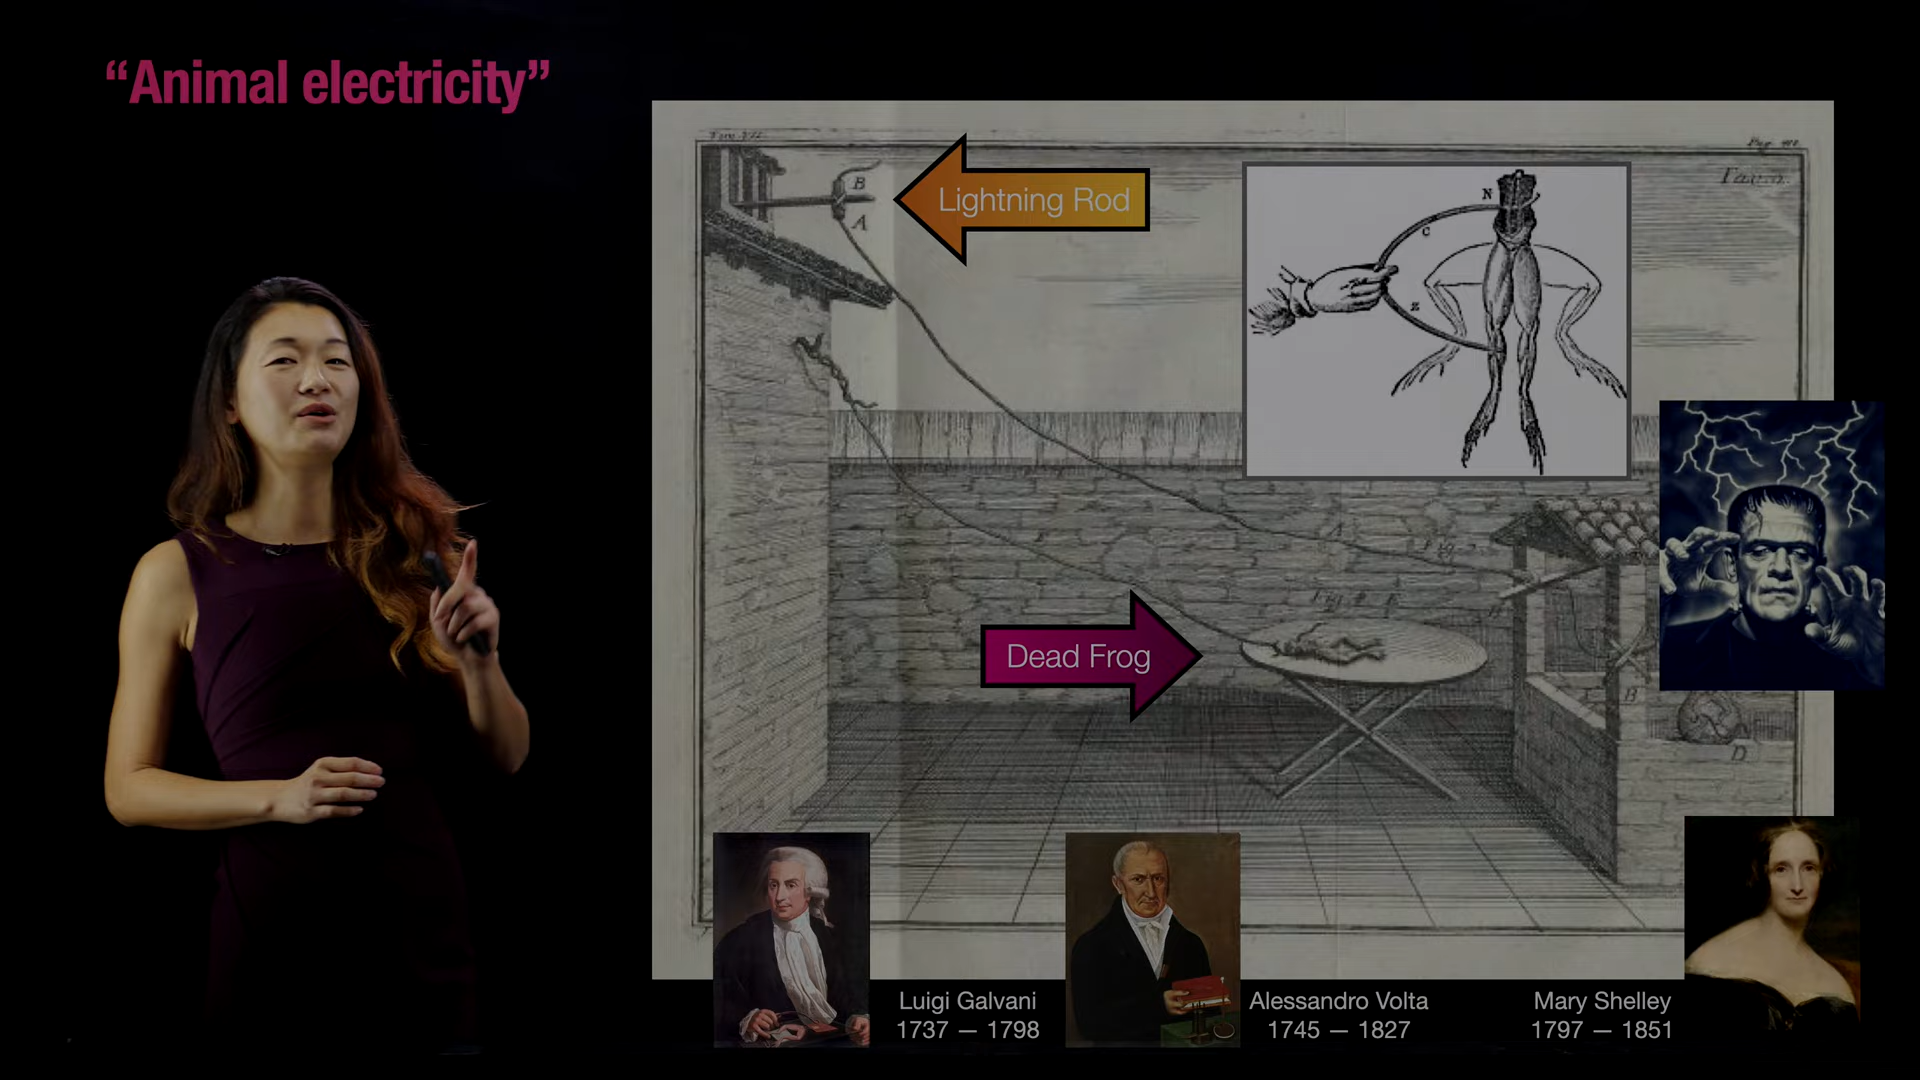 “Animal electricity”
B
A
Lightning Rod
N
C
Z
Dead Frog
B
D
Luigi Galvani
1737 — 1798
Alessandro Volta
1745 — 1827
Mary Shelley
1797 — 1851